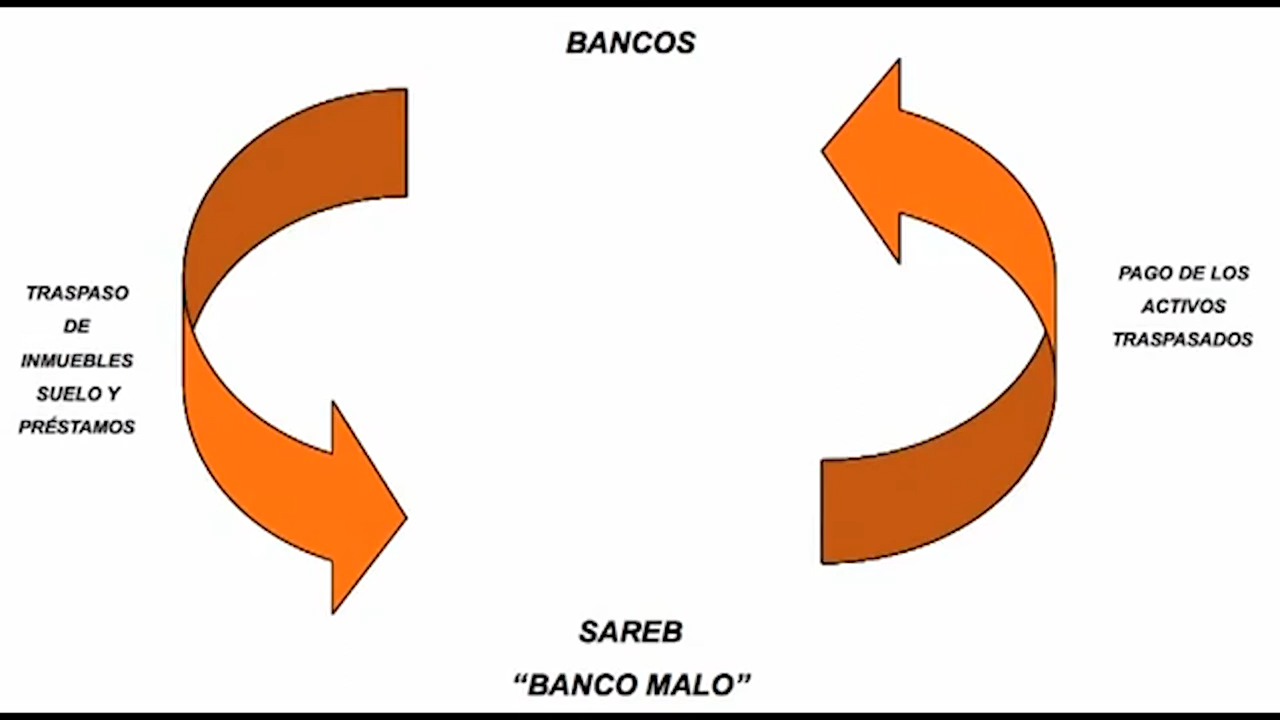 BANCOS
TRASPASO
DE
INMUEBLES
SUELO Y
PRÉSTAMOS
PAGO DE LOS
ACTIVOS
TRASPASADOS
SAREB
“BANCO MALO”